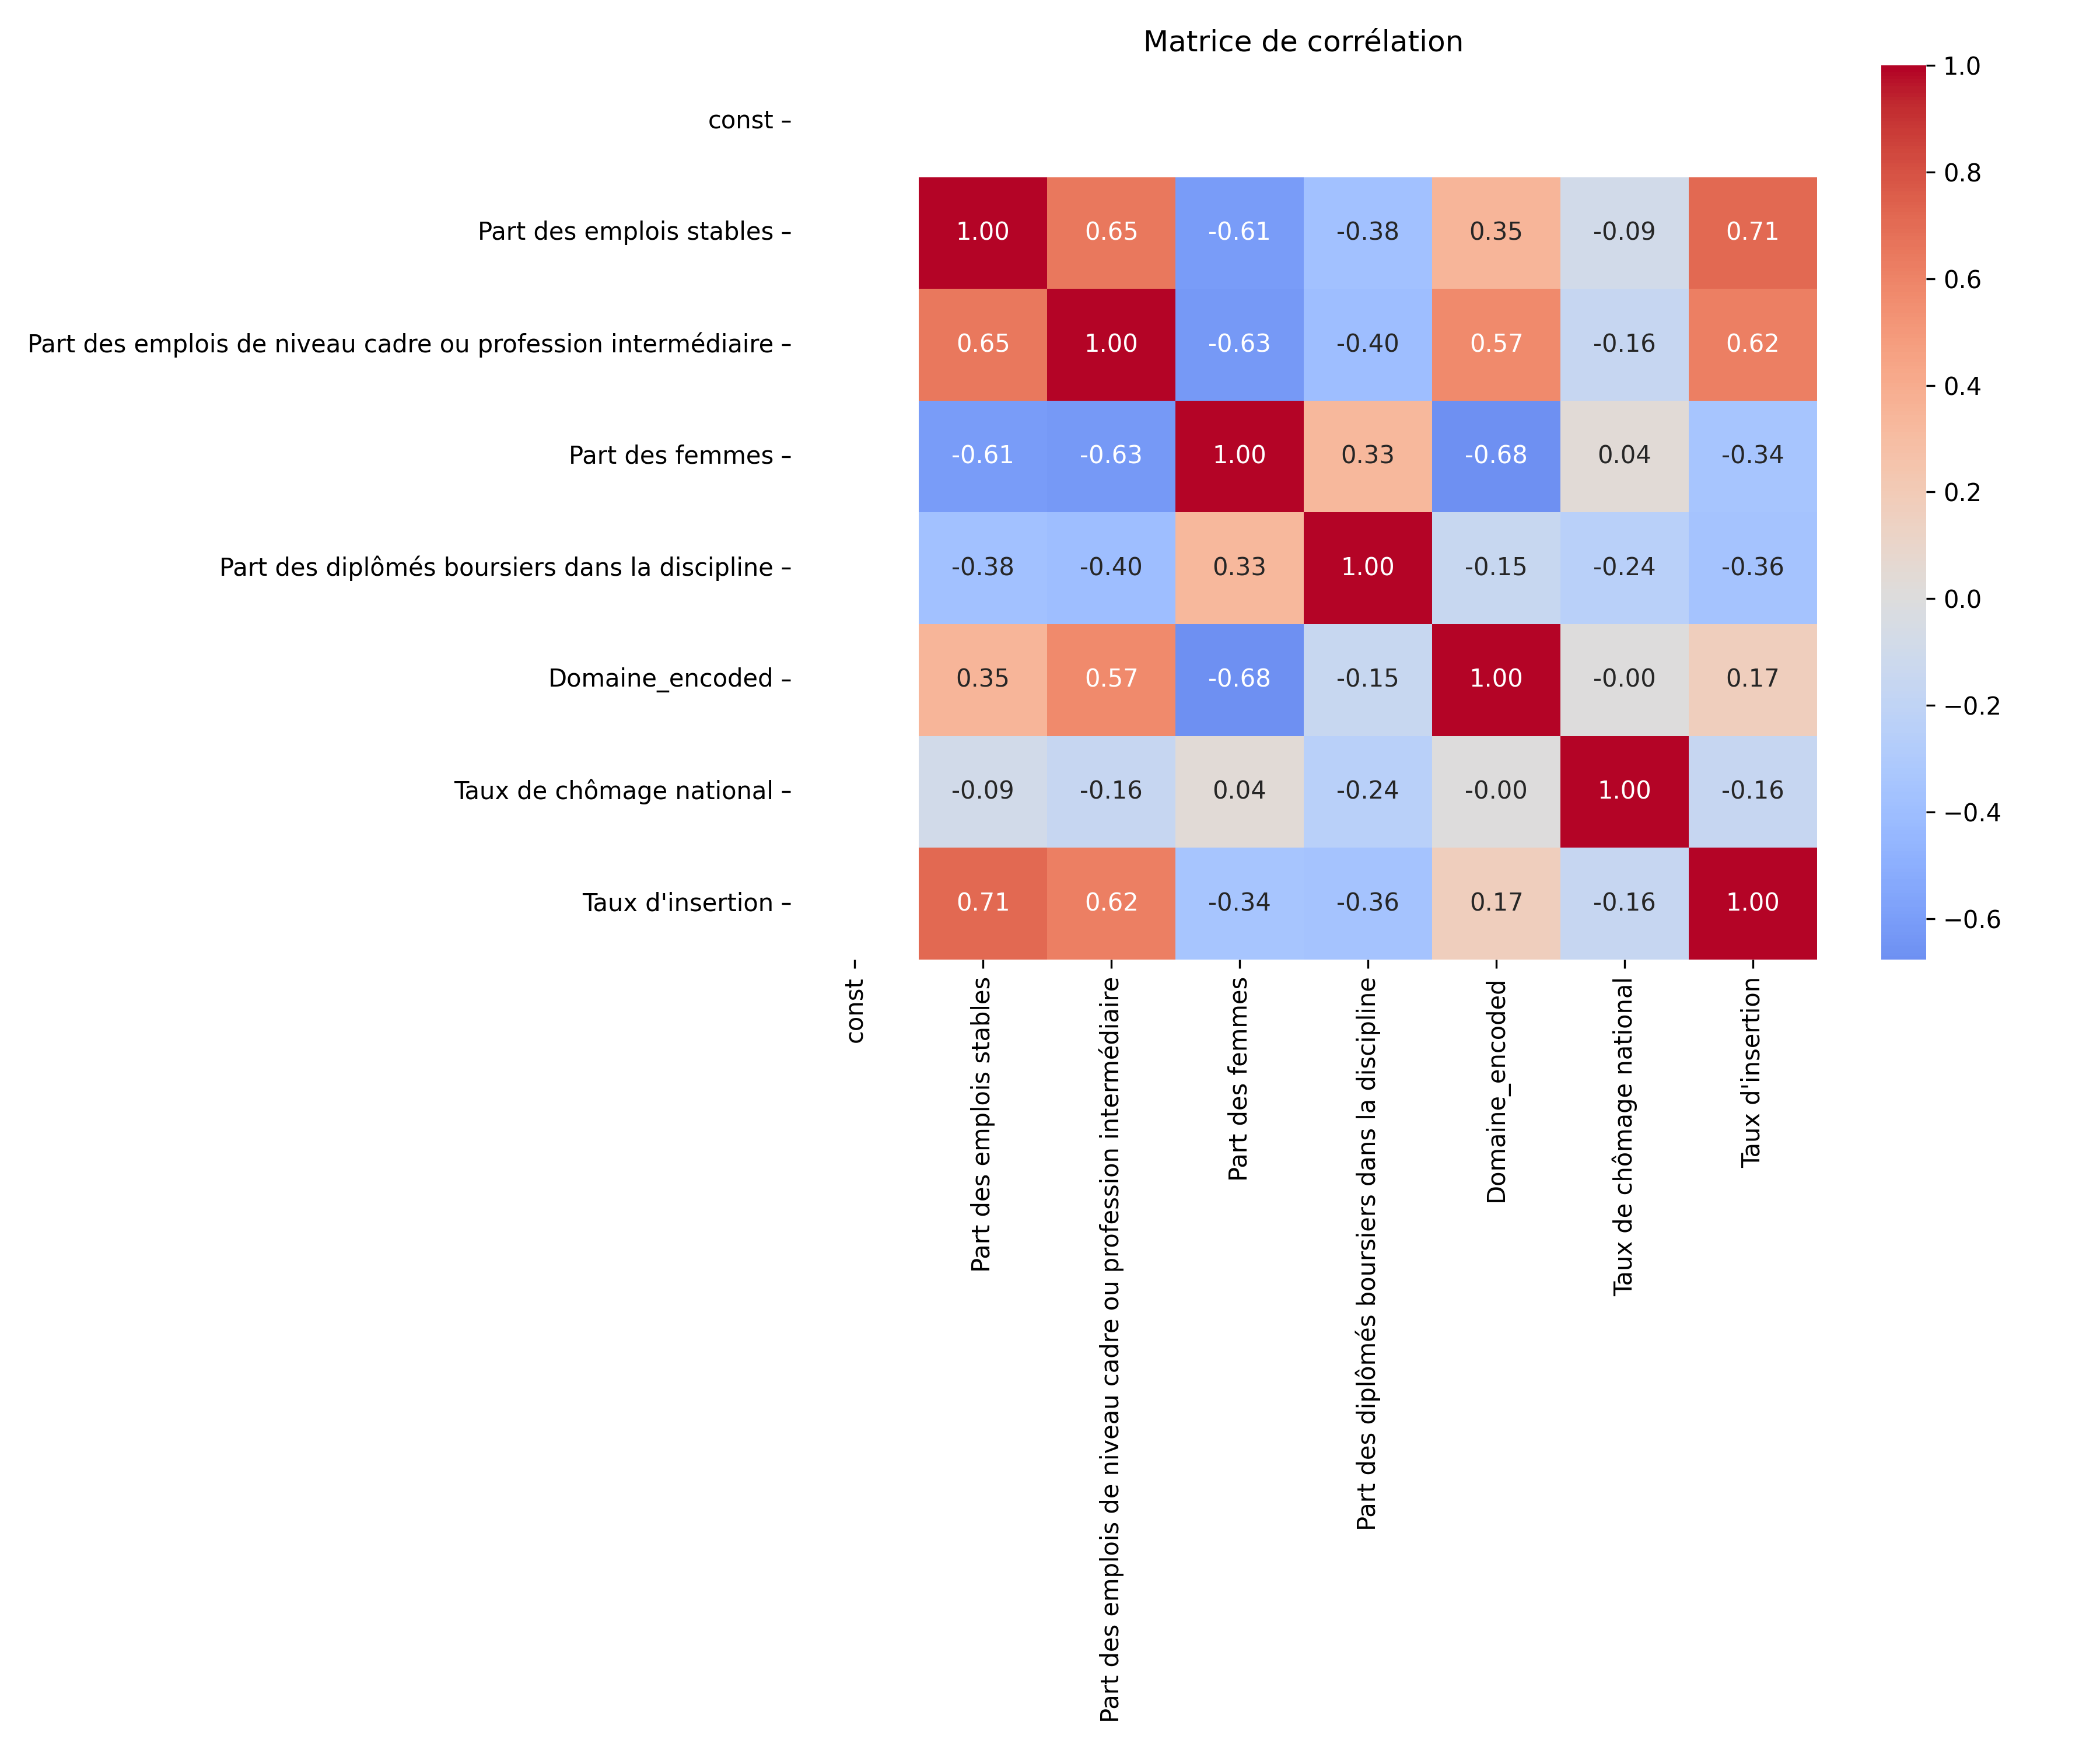 Matrice de corrélation
const
Part des emplois stables
1.00 0.65 -0.61 -0.38 0.35 -0.09 0.71
Part des emplois de niveau cadre ou profession intermédiaire
0.65 1.00 -0.63 -0.40 0.57 -0.16 0.62
Part des femmes
-0.61 -0.63 1.00 0.33 -0.68 0.04 -0.34
Part des diplômés boursiers dans la discipline
-0.38 -0.40 0.33 1.00 -0.15 -0.24 -0.36
Domaine_encoded
0.35 0.57 -0.68 -0.15 1.00 -0.00 0.17
Taux de chômage national
-0.09 -0.16 0.04 -0.24 -0.00 1.00 -0.16
Taux d'insertion
0.71 0.62 -0.34 -0.36 0.17 -0.16 1.00
const
Part des emplois stables
Part des emplois de niveau cadre ou profession intermédiaire
Part des femmes
Part des diplômés boursiers dans la discipline
Domaine_encoded
Taux de chômage national
Taux d'insertion
1.0
0.8
0.6
0.4
0.2
0.0
−0.2
−0.4
−0.6